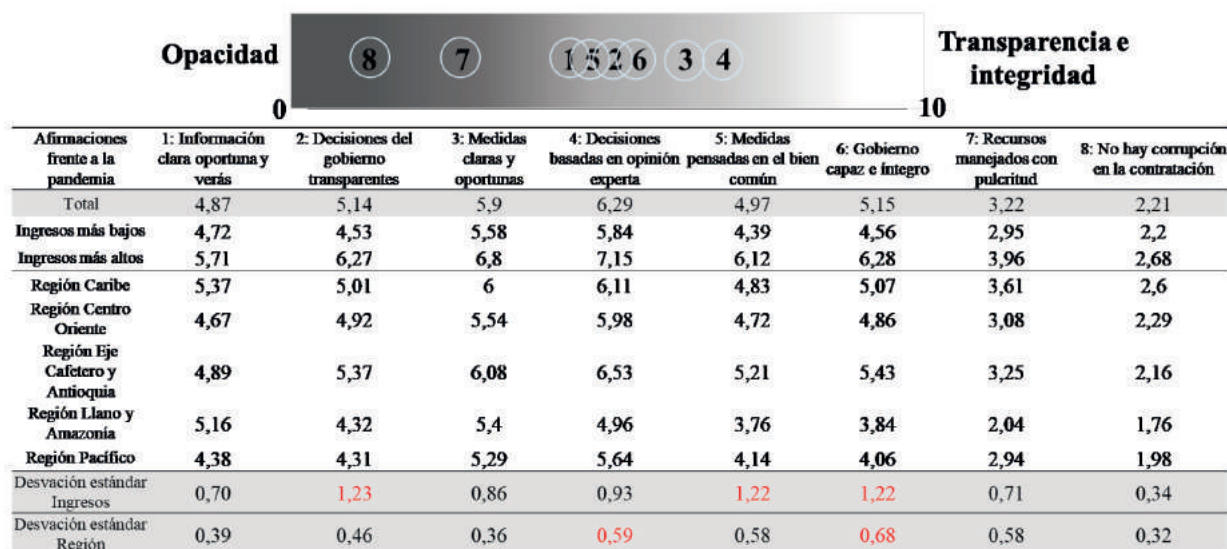 Opacidad
8 7 1 5 2 6 3 4
Transparencia e
integridad
0
10
Afirmaciones
frente a la
pandemia
1: Información
clara oportuna y
verás
2: Decisiones del
gobierno
transparentes
3: Medidas
claras y
oportunas
4: Decisiones
basadas en opinión
experta
5: Medidas
pensadas en el bien
común
6: Gobierno
capaz e íntegro
7: Recursos
manejados con
pulcritud
8: No hay corrupción
en la contratación
Total 4,87 5,14 5,9 6,29 4,97 5,15 3,22 2,21
Ingresos más bajos 4,72 4,53 5,58 5,84 4,39 4,56 2,95 2,2
Ingresos más altos 5,71 6,27 6,8 7,15 6,12 6,28 3,96 2,68
Región Caribe 5,37 5,01 6 6,11 4,83 5,07 3,61 2,6
Región Centro
Oriente
4,67 4,92 5,54 5,98 4,72 4,86 3,08 2,29
Región Eje
Cafetero y
Antioquia
4,89 5,37 6,08 6,53 5,21 5,43 3,25 2,16
Región Llano y
Amazonía
5,16 4,32 5,4 4,96 3,76 3,84 2,04 1,76
Región Pacífico 4,38 4,31 5,29 5,64 4,14 4,06 2,94 1,98
Desvación estándar
Ingresos
0,70 1,23 0,86 0,93 1,22 1,22 0,71 0,34
Desvación estándar
Región
0,39 0,46 0,36 0,59 0,58 0,68 0,58 0,32